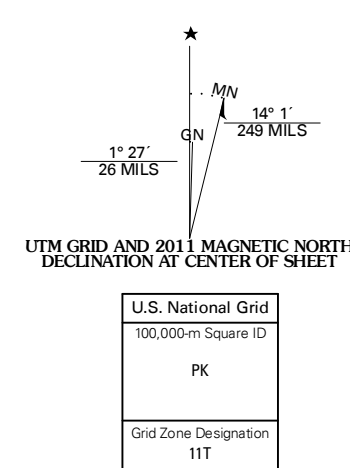 ★
MN
GN
14° 1´
249 MILS
1° 27´
26 MILS
UTM GRID AND 2011 MAGNETIC NORTH
DECLINATION AT CENTER OF SHEET
U.S. National Grid
100,000-m Square ID
PK
Grid Zone Designation
11T